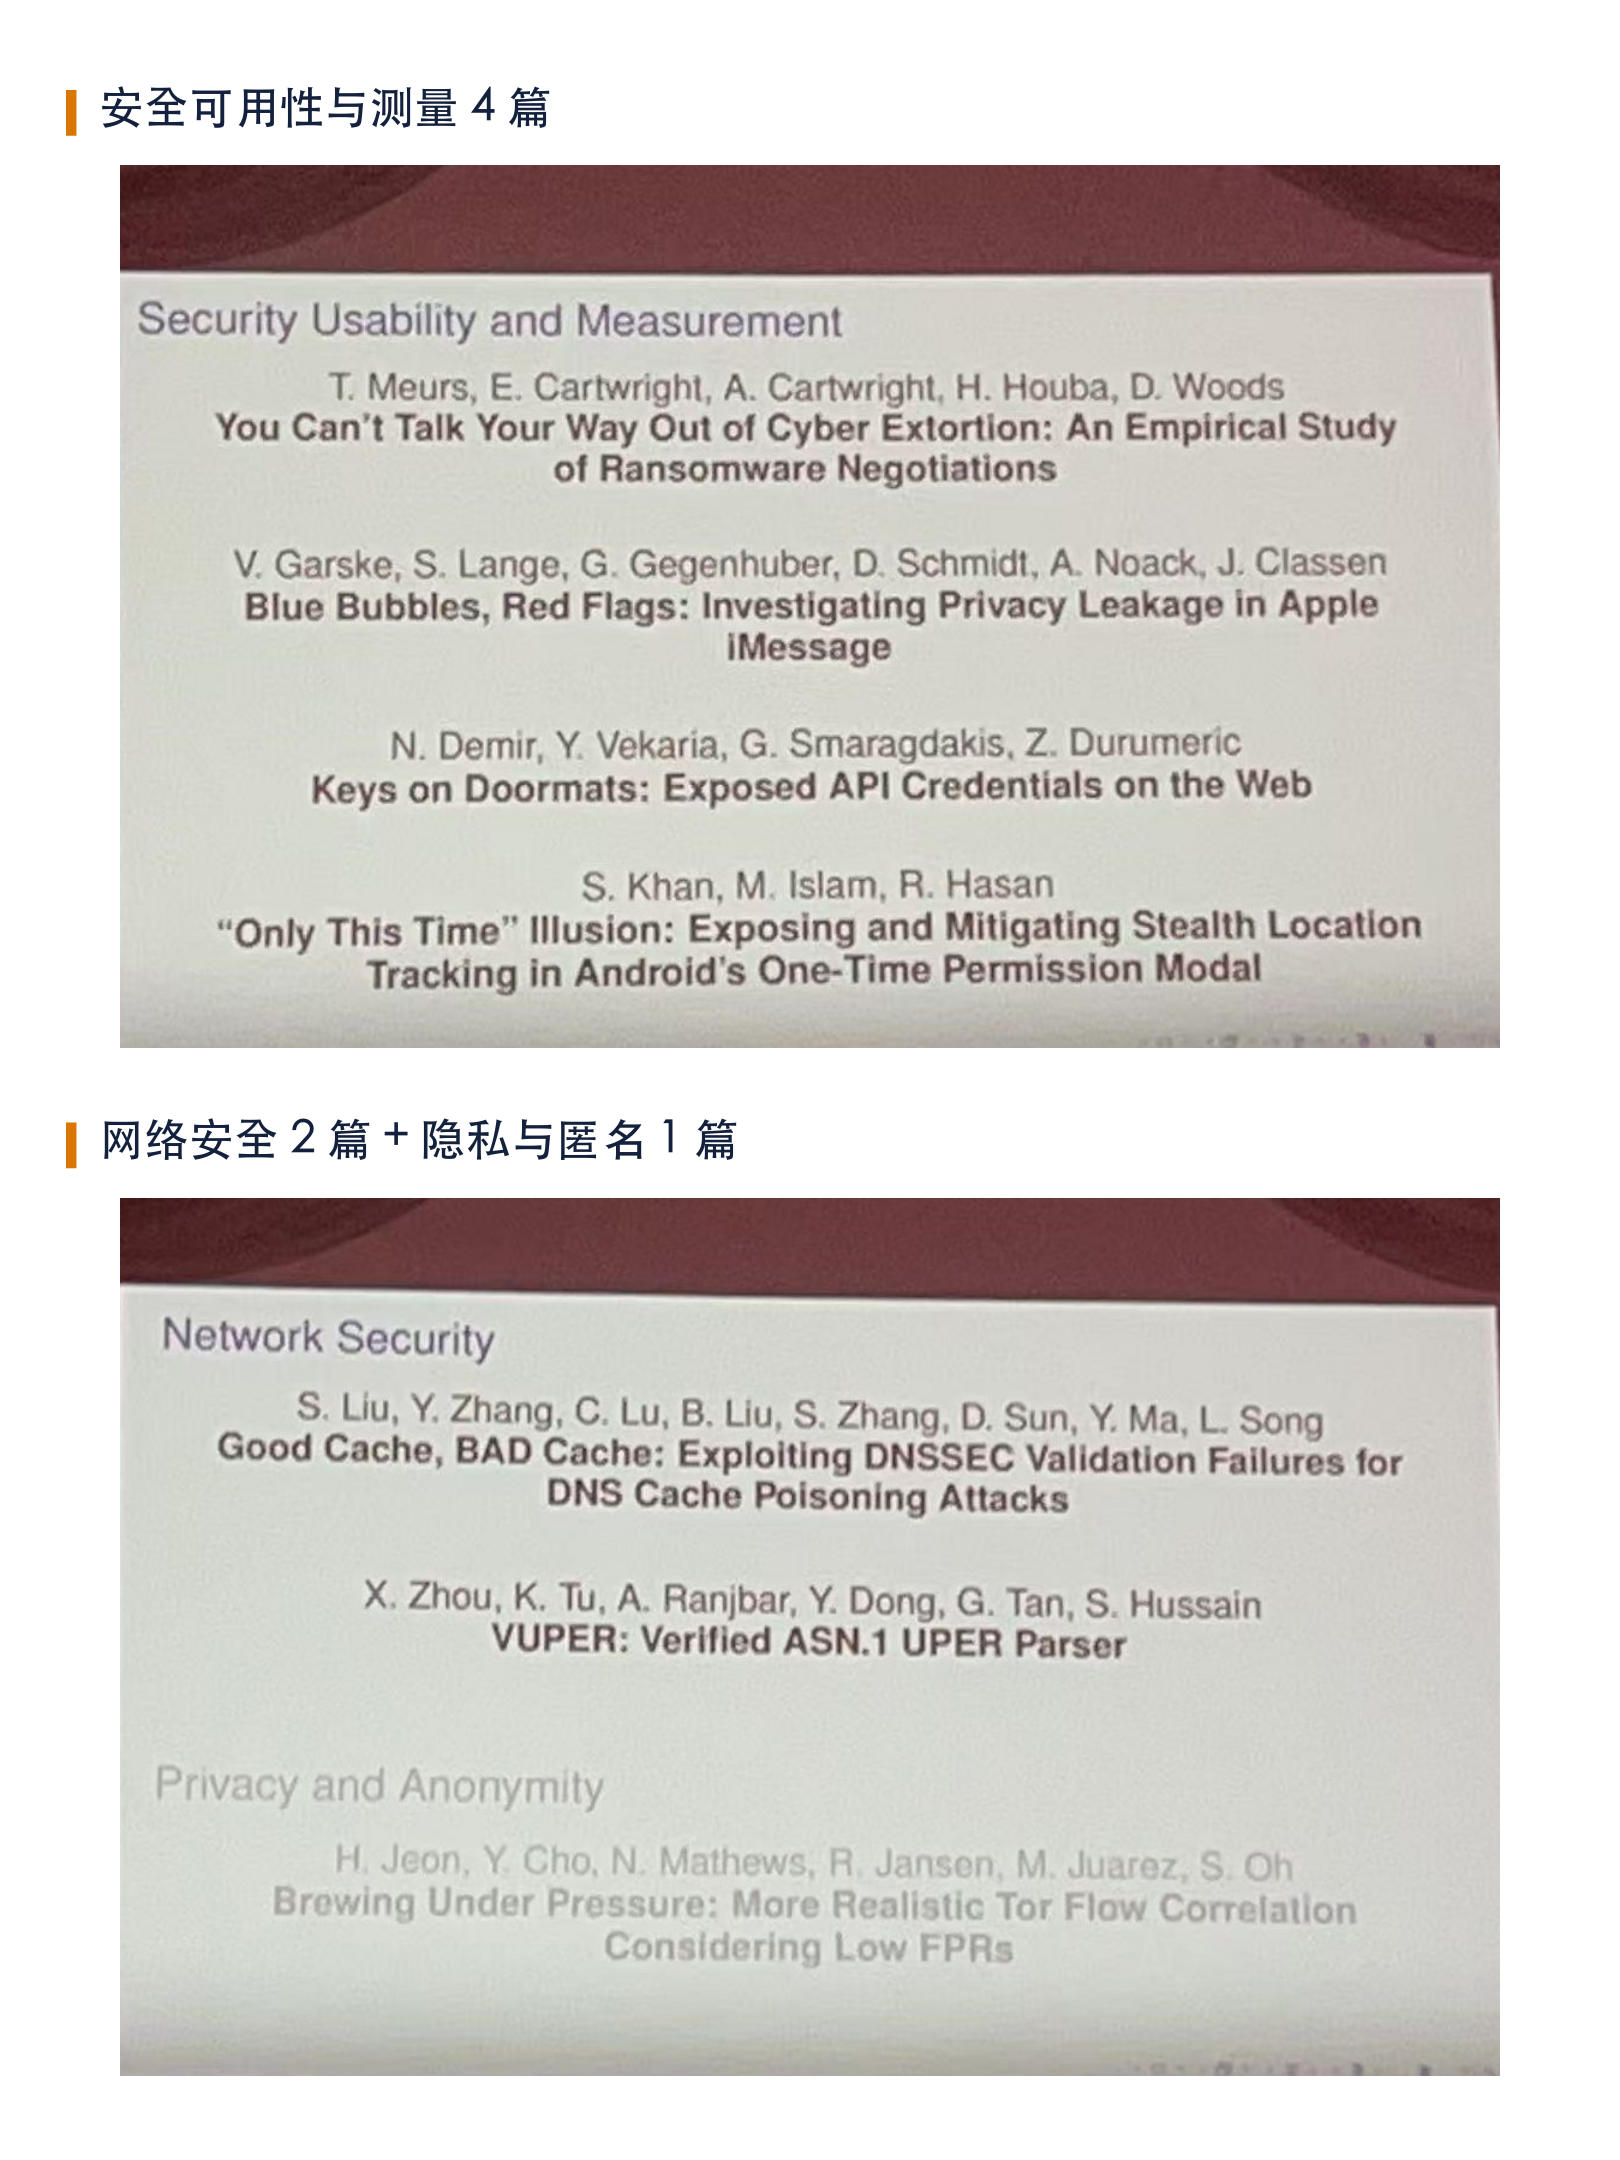 安全可用性与测量 4 篇
Security Usability and Measurement
T. Meurs, E. Cartwright, A. Cartwright, H. Houba, D. Woods
You Can't Talk Your Way Out of Cyber Extortion: An Empirical Study
of Ransomware Negotiations
V. Garske, S. Lange, G. Gegenhuber, D. Schmidt, A. Noack, J. Classen
Blue Bubbles, Red Flags: Investigating Privacy Leakage in Apple
iMessage
N. Demir, Y. Vekaria, G. Smaragdakis, Z. Durumeric
Keys on Doormats: Exposed API Credentials on the Web
S. Khan, M. Islam, R. Hasan
“Only This Time” Illusion: Exposing and Mitigating Stealth Location
Tracking in Android's One-Time Permission Modal
网络安全 2 篇 + 隐私与匿名 1 篇
Network Security
S. Liu, Y. Zhang, C. Lu, B. Liu, S. Zhang, D. Sun, Y. Ma, L. Song
Good Cache, BAD Cache: Exploiting DNSSEC Validation Failures for
DNS Cache Poisoning Attacks
X. Zhou, K. Tu, A. Ranjbar, Y. Dong, G. Tan, S. Hussain
VUPER: Verified ASN.1 UPER Parser
Privacy and Anonymity
H. Jeon, Y. Cho, N. Mathews, R. Jansen, M. Juarez, S. Oh
Brewing Under Pressure: More Realistic Tor Flow Correlation
Considering Low FPRs